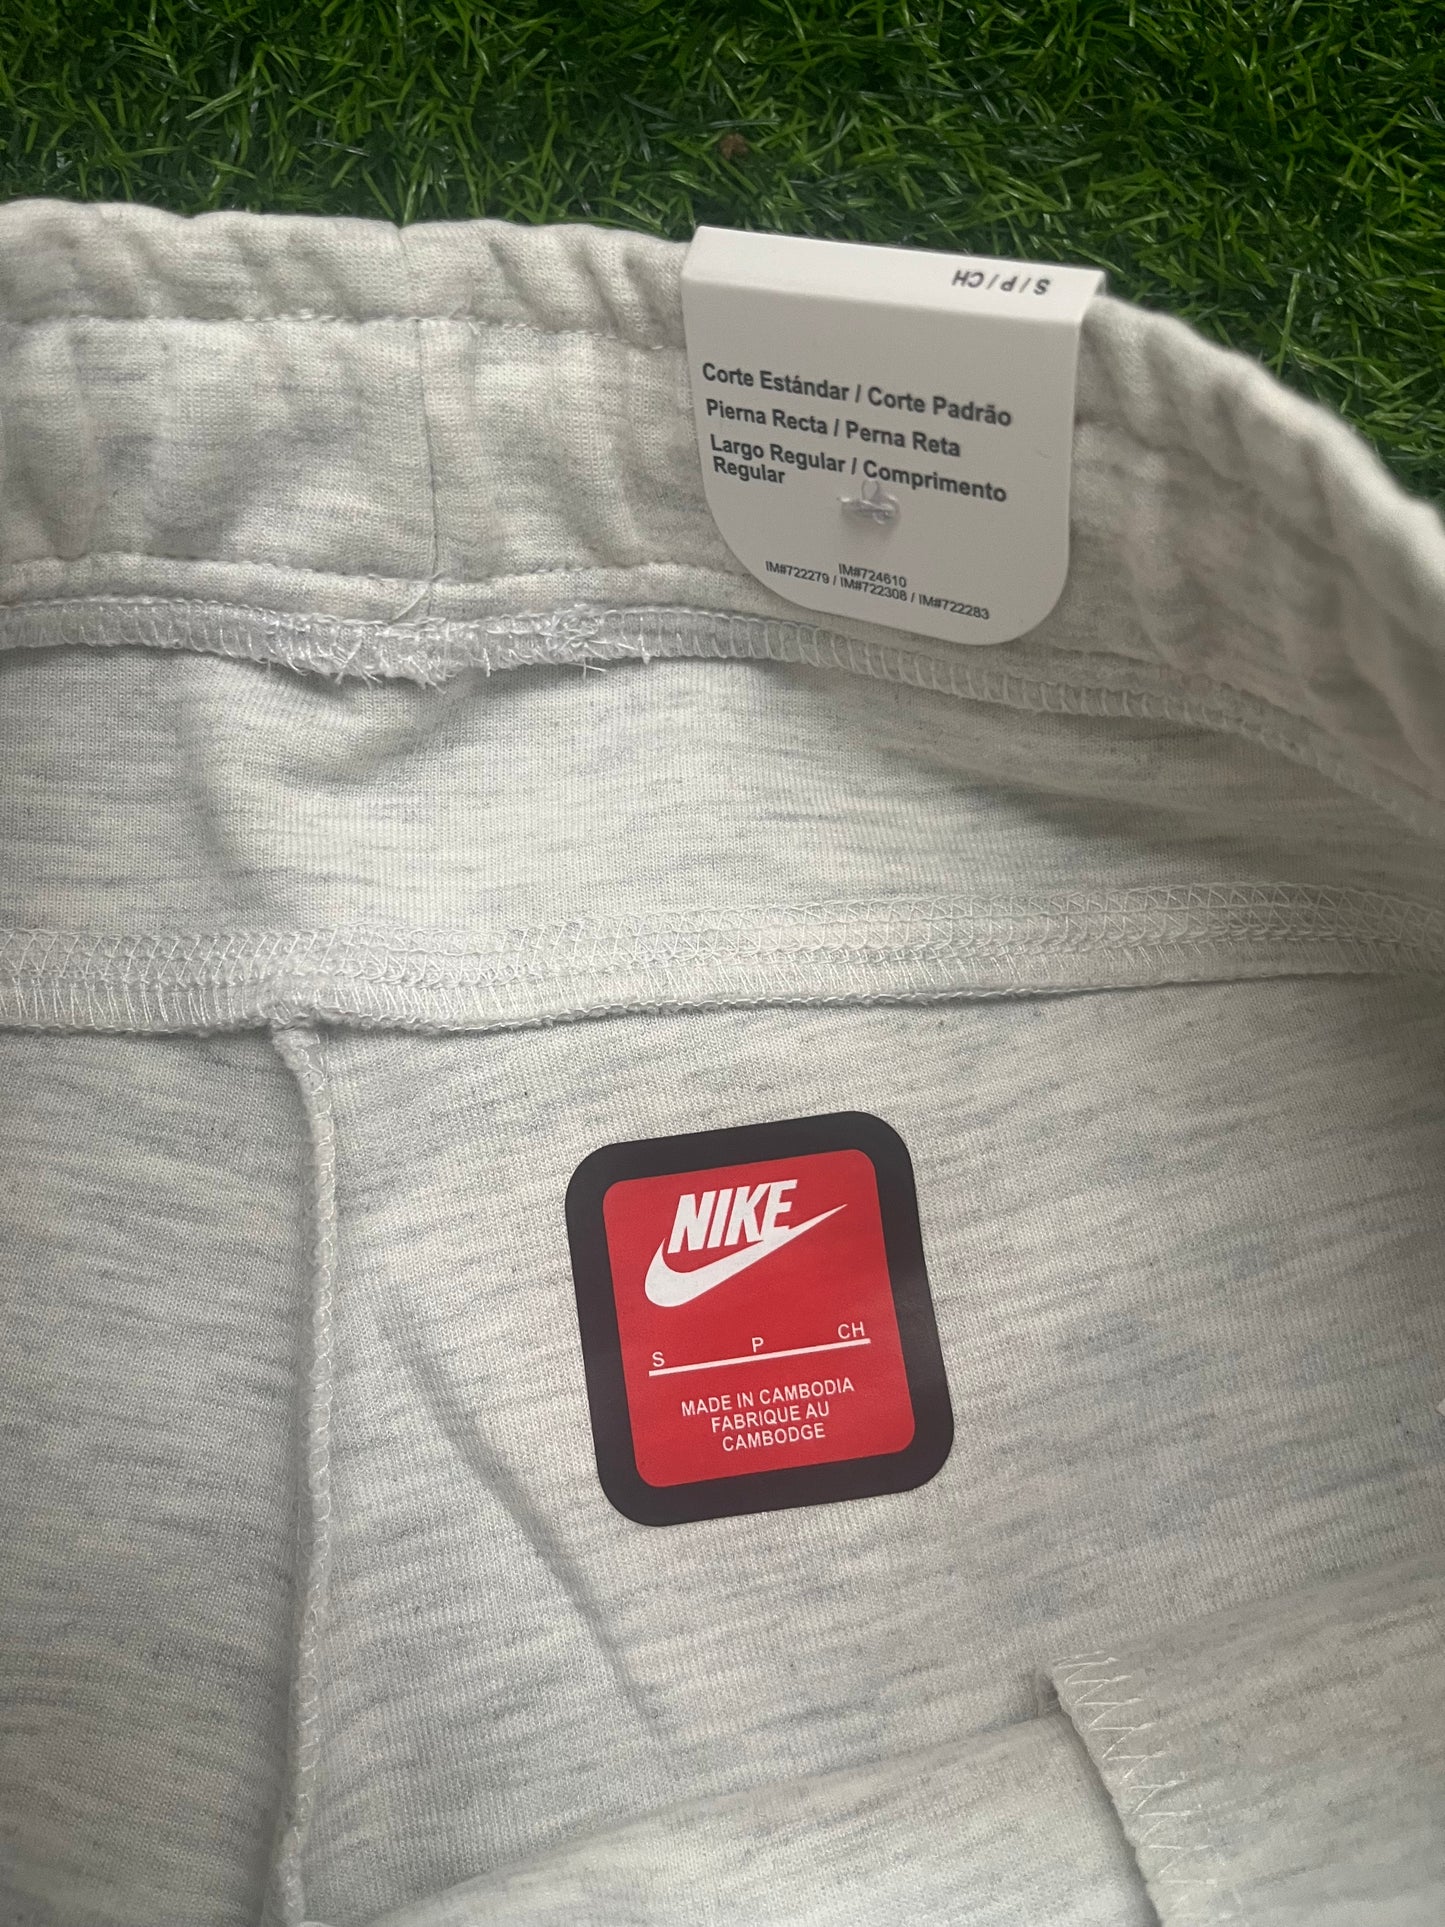 S/P/CH
Corte Estándar / Corte Padrão
Pierna Recta / Perna Reta
Largo Regular / Comprimento
Regular
IM#724610
IM#722279 / IM#722308 / IM#722283
NIKE
S P CH
MADE IN CAMBODIA
FABRIQUE AU
CAMBODGE